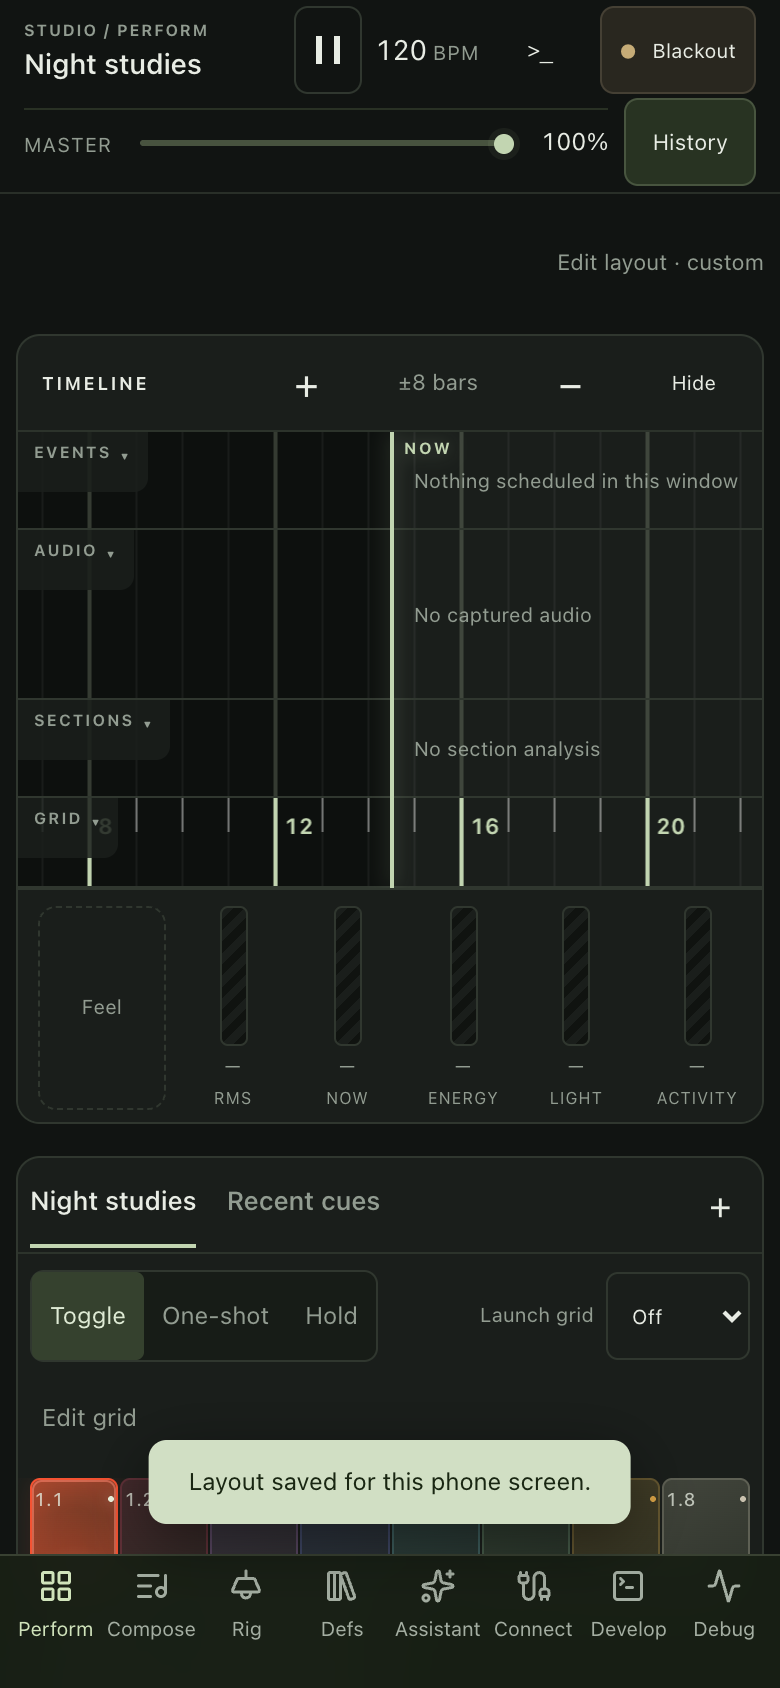 STUDIO / PERFORM
Night studies
120 BPM
>_
Blackout
MASTER
100%
History
Edit layout · custom
TIMELINE
+
±8 bars
−
Hide
EVENTS ▾
NOW
Nothing scheduled in this window
AUDIO ▾
No captured audio
SECTIONS ▾
No section analysis
GRID ▾
8
12
16
20
Feel
— — — — —
RMS NOW ENERGY LIGHT ACTIVITY
Night studies Recent cues +
Toggle One-shot Hold
Launch grid Off
Edit grid
Layout saved for this phone screen.
1.1 1.2 1.8
Perform Compose Rig Defs Assistant Connect Develop Debug